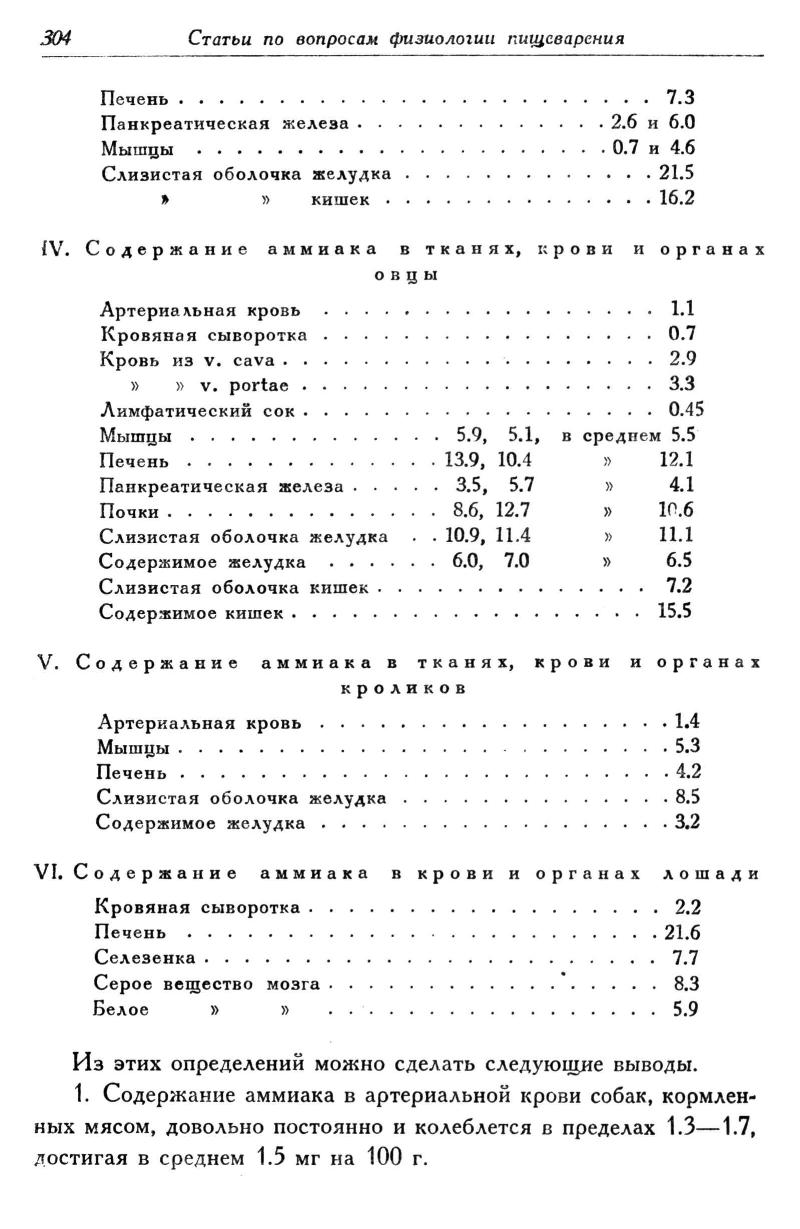 304 Статьи по вопросам физиологии пищеварения
Печень . . . . . . . . . . . . . . . . . . . . . . . . 7.3
Панкреатическая железа . . . . . . . . . . . . . 2.6 и 6.0
Мышцы . . . . . . . . . . . . . . . . . . . . . 0.7 и 4.6
Слизистая оболочка желудка . . . . . . . . . . . . . 21.5
» » кишек . . . . . . . . . . . . . . 16.2
IV. Содержание аммиака в тканях, крови и органах
овцы
Артериальная кровь . . . . . . . . . . . . . . . . . 1.1
Кровяная сыворотка . . . . . . . . . . . . . . . . . 0.7
Кровь из v. cava . . . . . . . . . . . . . . . . . . . 2.9
» » v. portae . . . . . . . . . . . . . . . . . . 3.3
Лимфатический сок . . . . . . . . . . . . . . . . . . 0.45
Мышцы . . . . . . . . . . . . . 5.9, 5.1, в среднем 5.5
Печень . . . . . . . . . . . . . 13.9, 10.4 » 12.1
Панкреатическая железа . . . . . 3.5, 5.7 » 4.1
Почки . . . . . . . . . . . . . . 8.6, 12.7 » 10.6
Слизистая оболочка желудка . . 10.9, 11.4 » 11.1
Содержимое желудка . . . . . . 6.0, 7.0 » 6.5
Слизистая оболочка кишек . . . . . . . . . . . . . . 7.2
Содержимое кишек . . . . . . . . . . . . . . . . . . 15.5
V. Содержание аммиака в тканях, крови и органах
кроликов
Артериальная кровь . . . . . . . . . . . . . . . . . . 1.4
Мышцы . . . . . . . . . . . . . . . . . . . . . . . . . 5.3
Печень . . . . . . . . . . . . . . . . . . . . . . . . . 4.2
Слизистая оболочка желудка . . . . . . . . . . . . . . 8.5
Содержимое желудка . . . . . . . . . . . . . . . . . . 3.2
VI. Содержание аммиака в крови и органах лошади
Кровяная сыворотка . . . . . . . . . . . . . . . . . . 2.2
Печень . . . . . . . . . . . . . . . . . . . . . . . . 21.6
Селезенка . . . . . . . . . . . . . . . . . . . . . . . 7.7
Серое вещество мозга . . . . . . . . . . . . . . . . . 8.3
Белое » » . . . . . . . . . . . . . . . . . 5.9
Из этих определений можно сделать следующие выводы.
1. Содержание аммиака в артериальной крови собак, кормлен-
ных мясом, довольно постоянно и колеблется в пределах 1.3—1.7,
достигая в среднем 1.5 мг на 100 г.